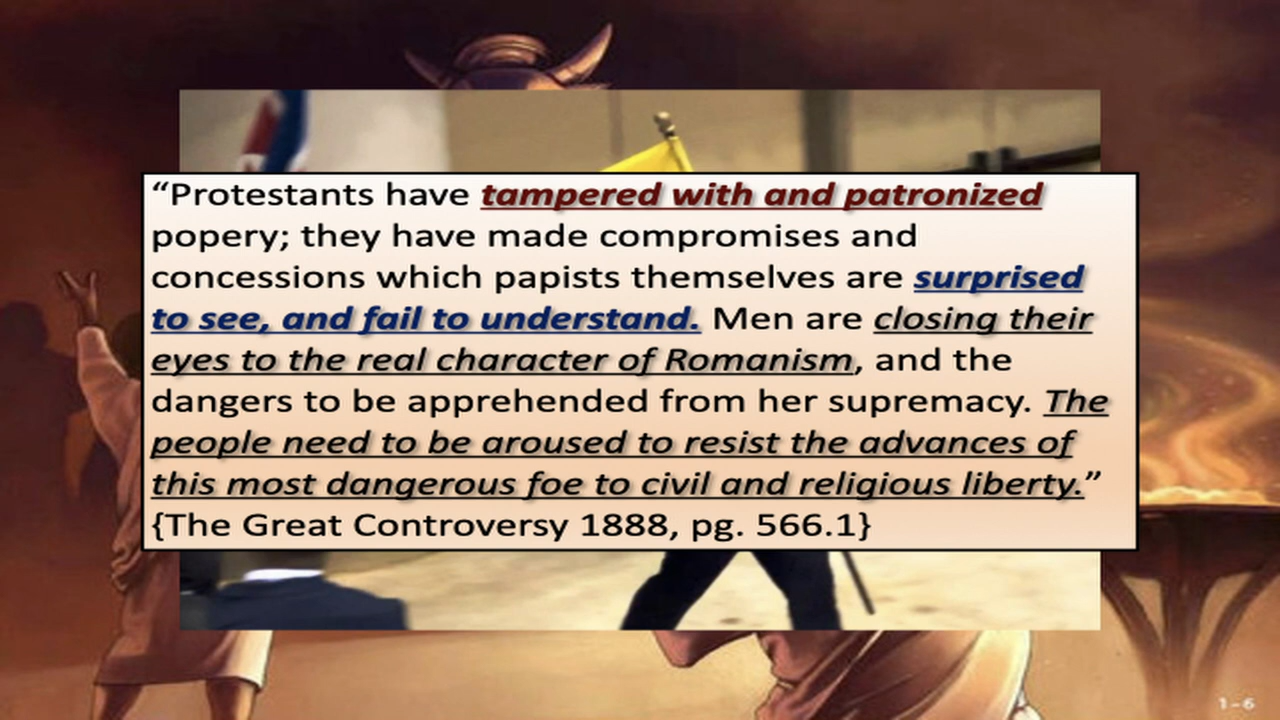 “Protestants have tampered with and patronized
popery; they have made compromises and
concessions which papists themselves are surprised
to see, and fail to understand. Men are closing their
eyes to the real character of Romanism, and the
dangers to be apprehended from her supremacy. The
people need to be aroused to resist the advances of
this most dangerous foe to civil and religious liberty.”
{The Great Controversy 1888, pg. 566.1}
1-6